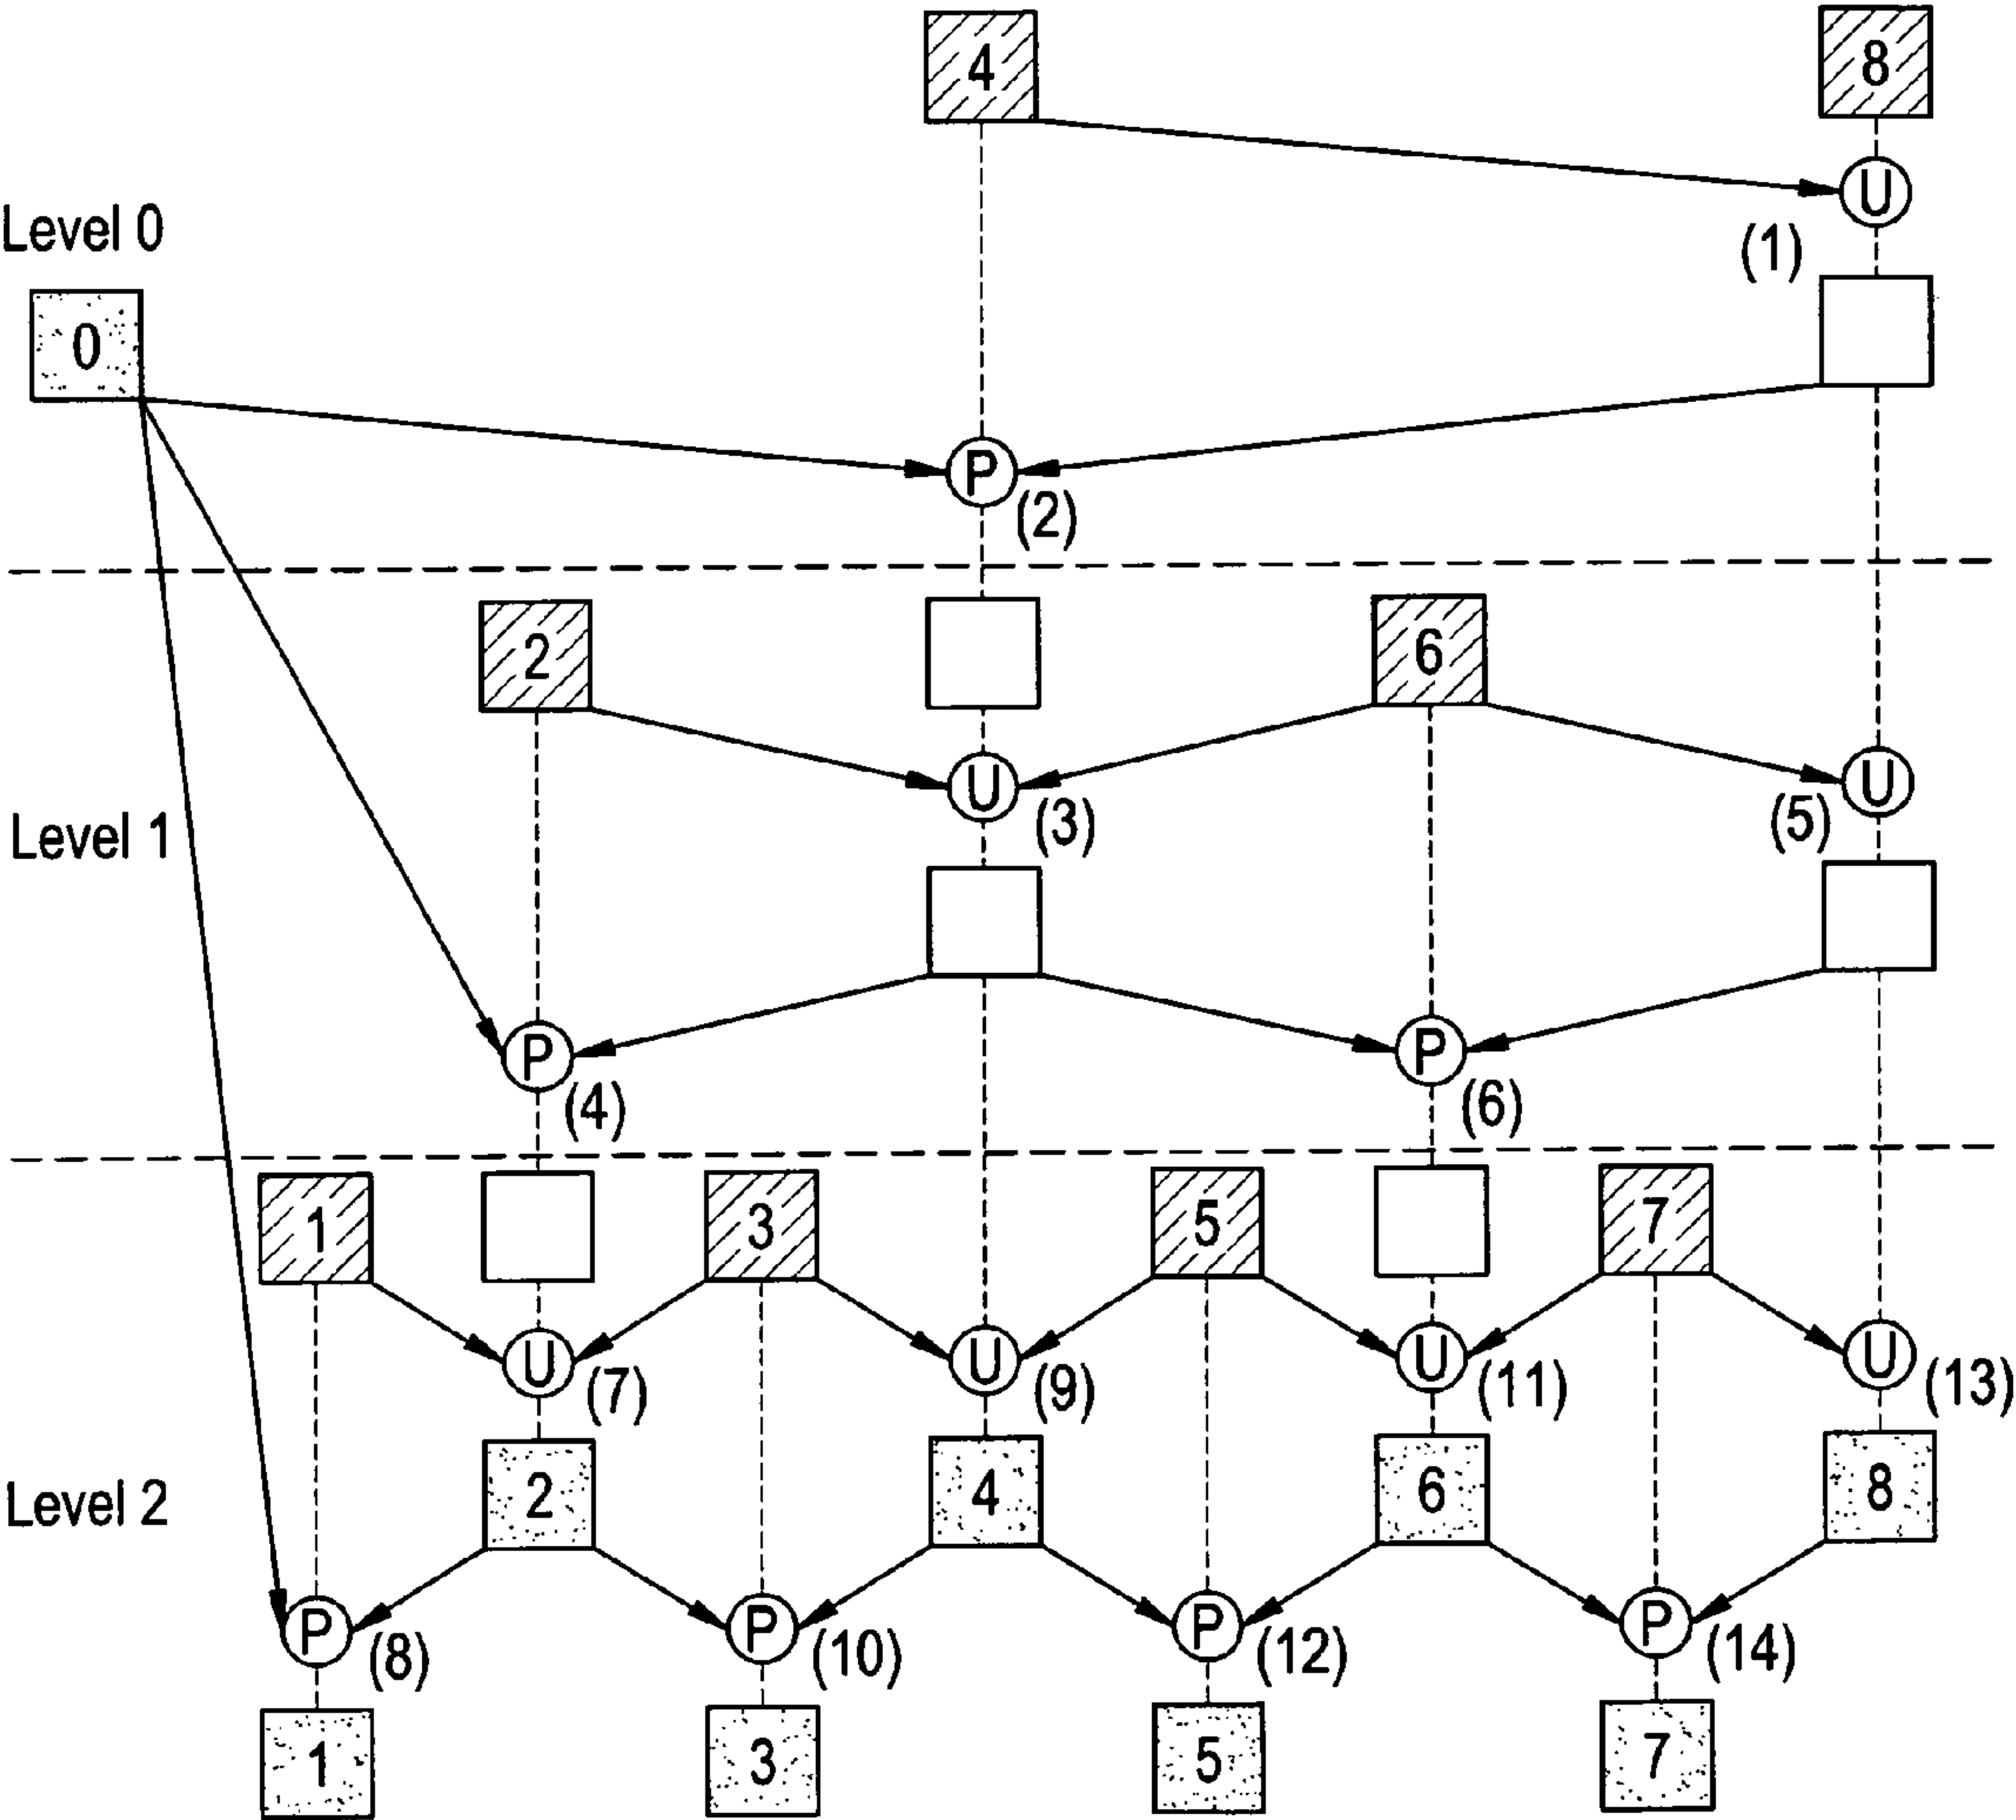 4 8
U
(1)
Level 0
0
P
(2)
2 6
U U
(3) (5)
Level 1
P P
(4) (6)
1 3 5 7
U U U U
(7) (9) (11) (13)
2 4 6 8
Level 2
P P P P
(8) (10) (12) (14)
1 3 5 7